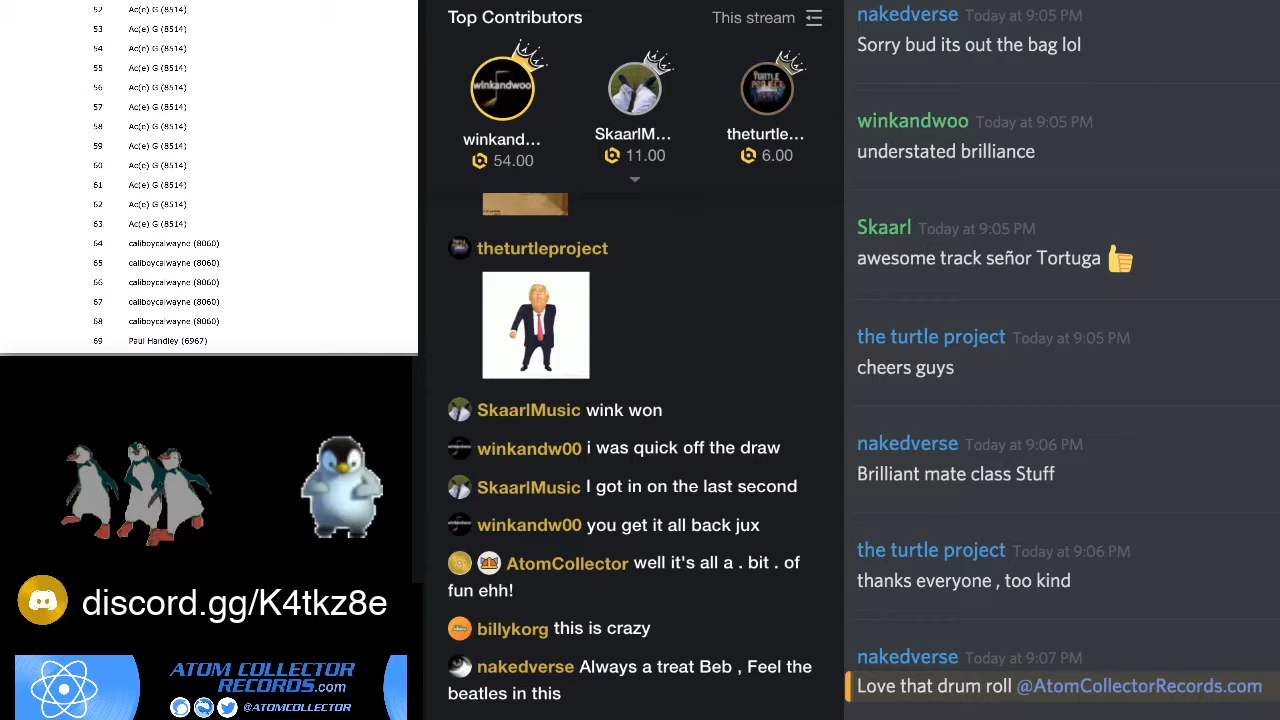 52 Ac(e) G (8514)
53 Ac(e) G (8514)
54 Ac(e) G (8514)
55 Ac(e) G (8514)
56 Ac(e) G (8514)
57 Ac(e) G (8514)
58 Ac(e) G (8514)
59 Ac(e) G (8514)
60 Ac(e) G (8514)
61 Ac(e) G (8514)
62 Ac(e) G (8514)
63 Ac(e) G (8514)
64 caliboycalwayne (8060)
65 caliboycalwayne (8060)
66 caliboycalwayne (8060)
67 caliboycalwayne (8060)
68 caliboycalwayne (8060)
69 Paul Handley (6967)
discord.gg/K4tkz8e
ATOM COLLECTOR
RECORDS.com
@ATOMCOLLECTOR
Top Contributors This stream
winkandwoo
TURTLE
PROJECT
winkand... SkaarlM... theturtle...
54.00 11.00 6.00
theturtleproject
SkaarlMusic wink won
winkandw00 i was quick off the draw
SkaarlMusic I got in on the last second
winkandw00 you get it all back jux
AtomCollector well it's all a . bit . of
fun ehh!
billykorg this is crazy
nakedverse Always a treat Beb , Feel the
beatles in this
nakedverse Today at 9:05 PM
Sorry bud its out the bag lol
winkandwoo Today at 9:05 PM
understated brilliance
Skaarl Today at 9:05 PM
awesome track señor Tortuga
the turtle project Today at 9:05 PM
cheers guys
nakedverse Today at 9:06 PM
Brilliant mate class Stuff
the turtle project Today at 9:06 PM
thanks everyone , too kind
nakedverse Today at 9:07 PM
Love that drum roll @AtomCollectorRecords.com